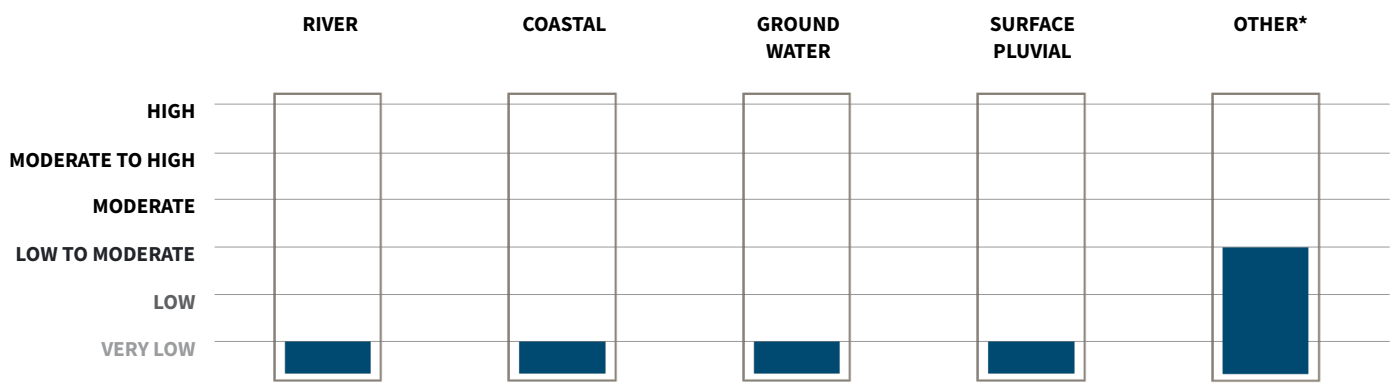 RIVER
COASTAL
GROUND
WATER
SURFACE
PLUVIAL
OTHER*
HIGH
MODERATE TO HIGH
MODERATE
LOW TO MODERATE
LOW
VERY LOW